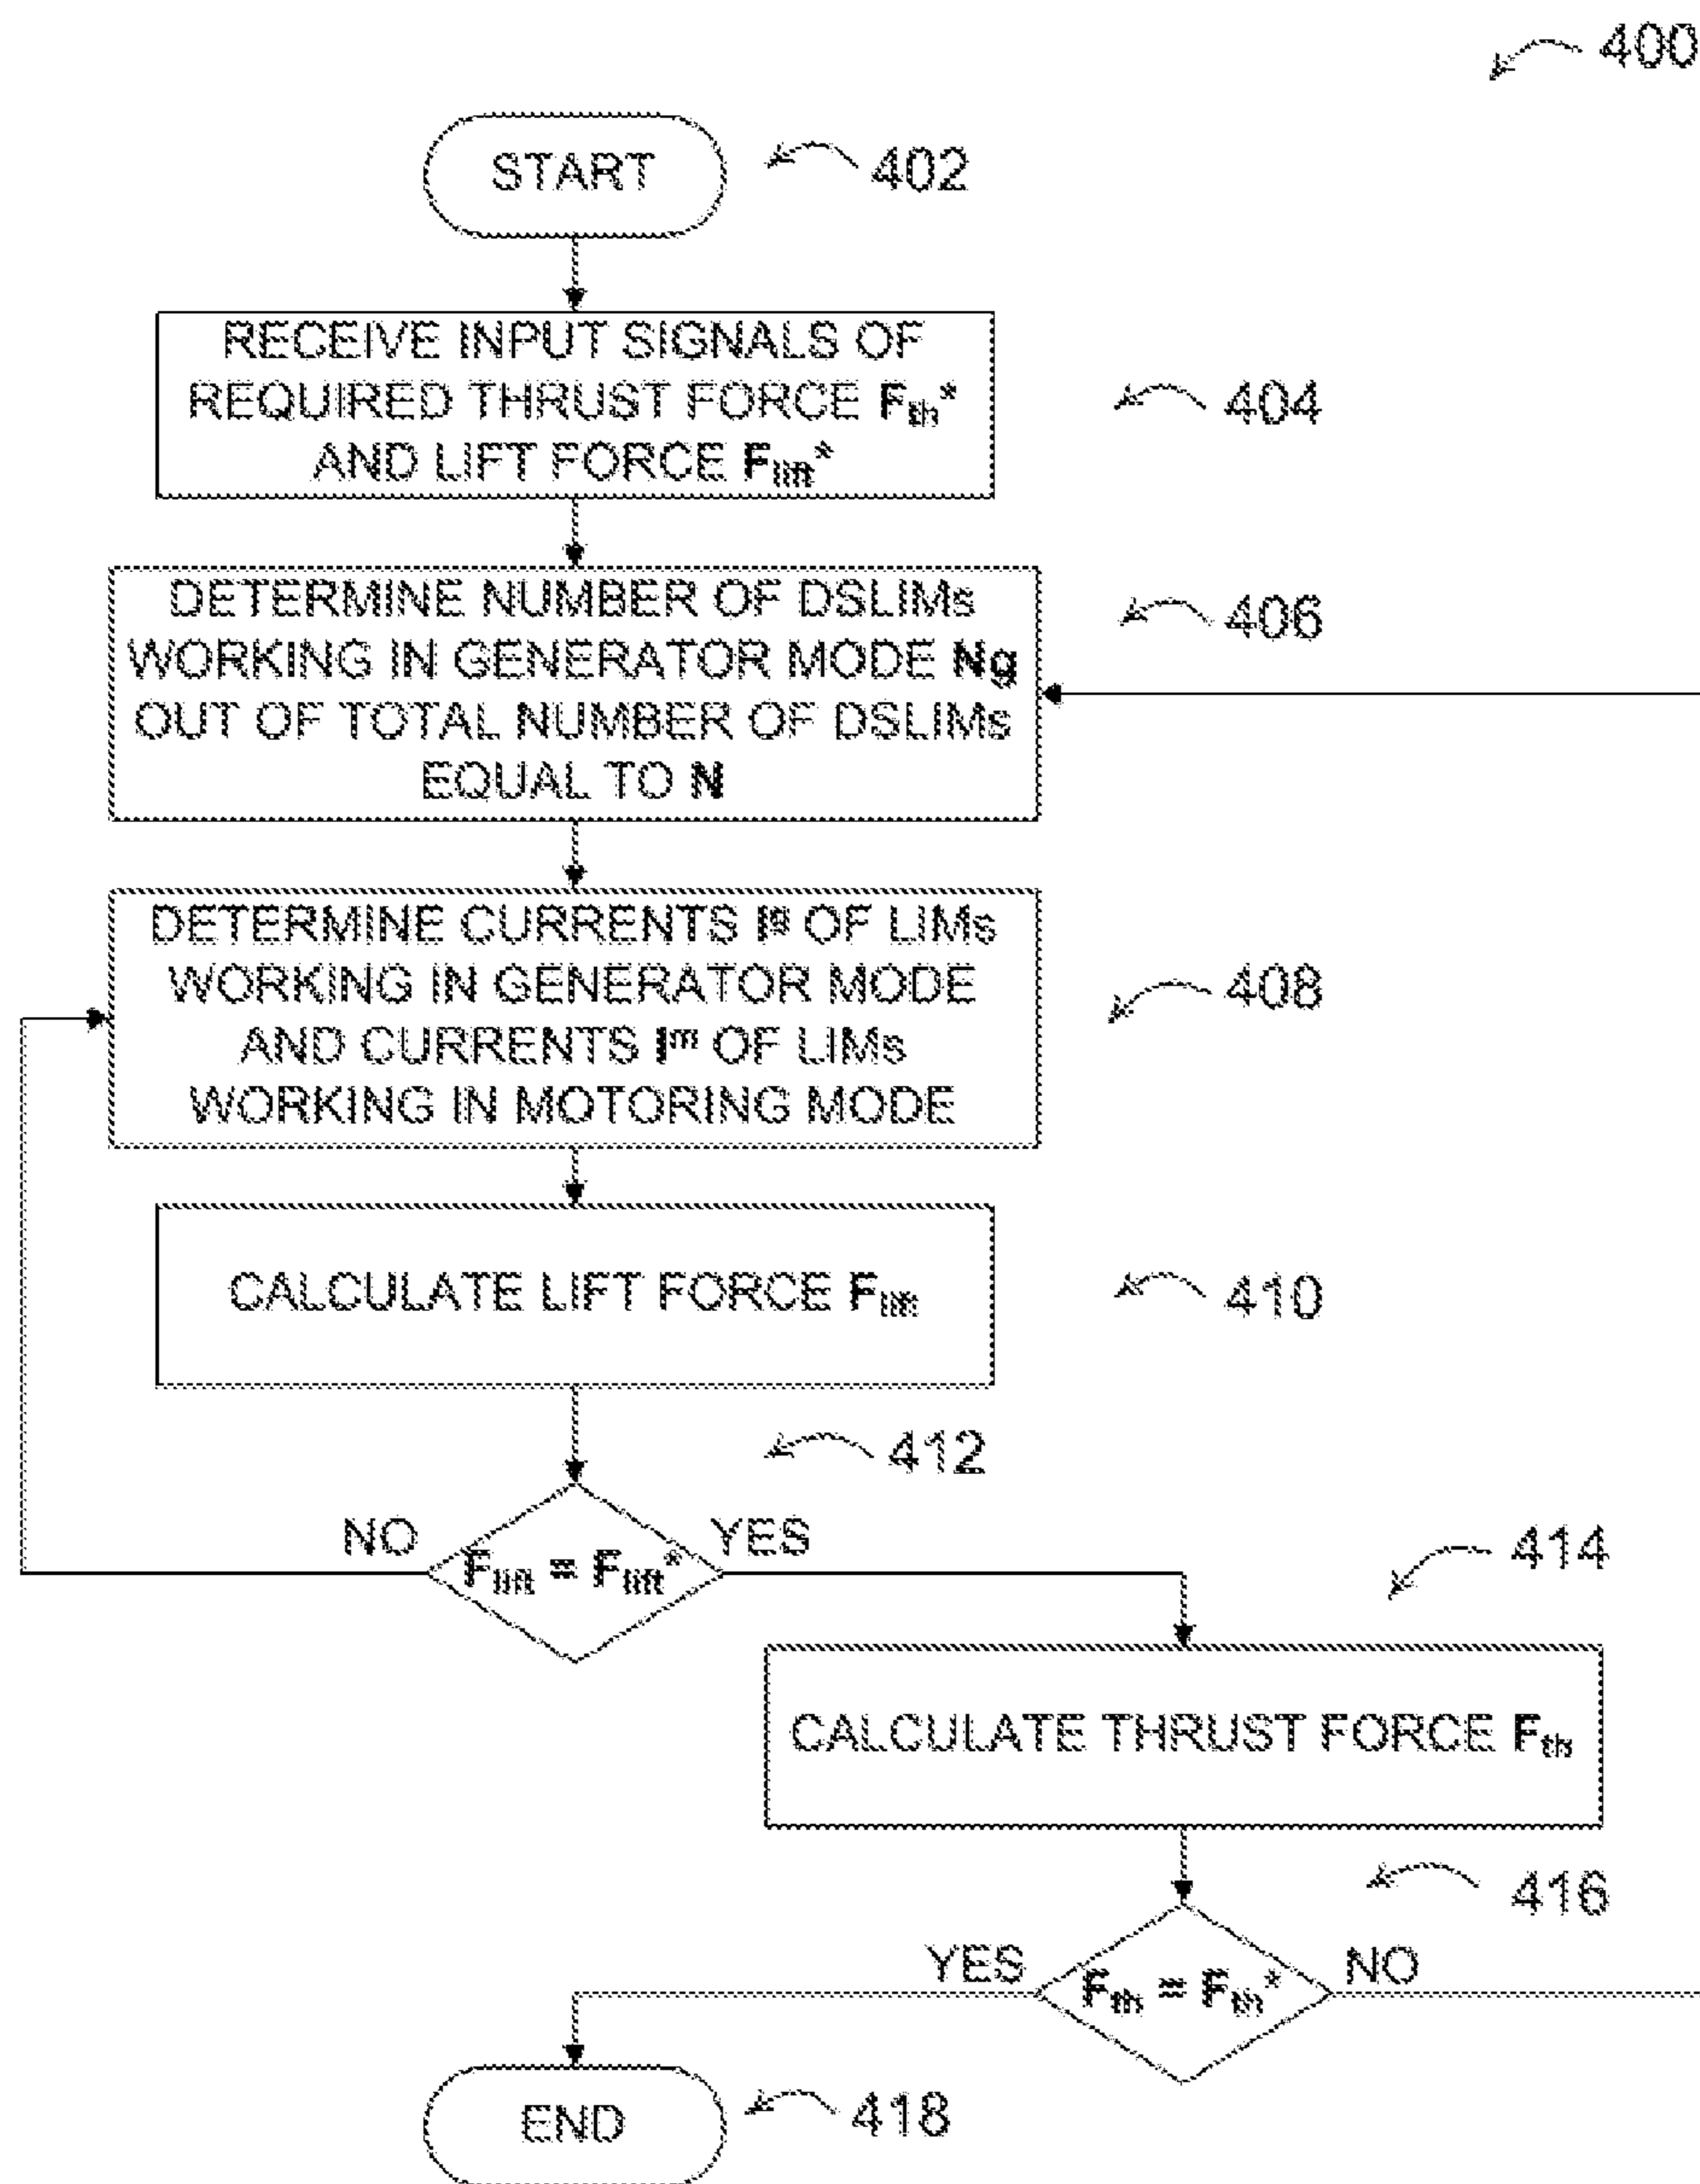 400
START
402
RECEIVE INPUT SIGNALS OF
REQUIRED THRUST FORCE Fth*
AND LIFT FORCE Flift*
404
DETERMINE NUMBER OF DSLIMs
WORKING IN GENERATOR MODE Ng
OUT OF TOTAL NUMBER OF DSLIMs
EQUAL TO N
406
DETERMINE CURRENTS Ig OF LIMs
WORKING IN GENERATOR MODE
AND CURRENTS Im OF LIMs
WORKING IN MOTORING MODE
408
CALCULATE LIFT FORCE Flift
410
412
NO
Flift = Flift*
YES
414
CALCULATE THRUST FORCE Fth
416
YES
Fth = Fth*
NO
END
418